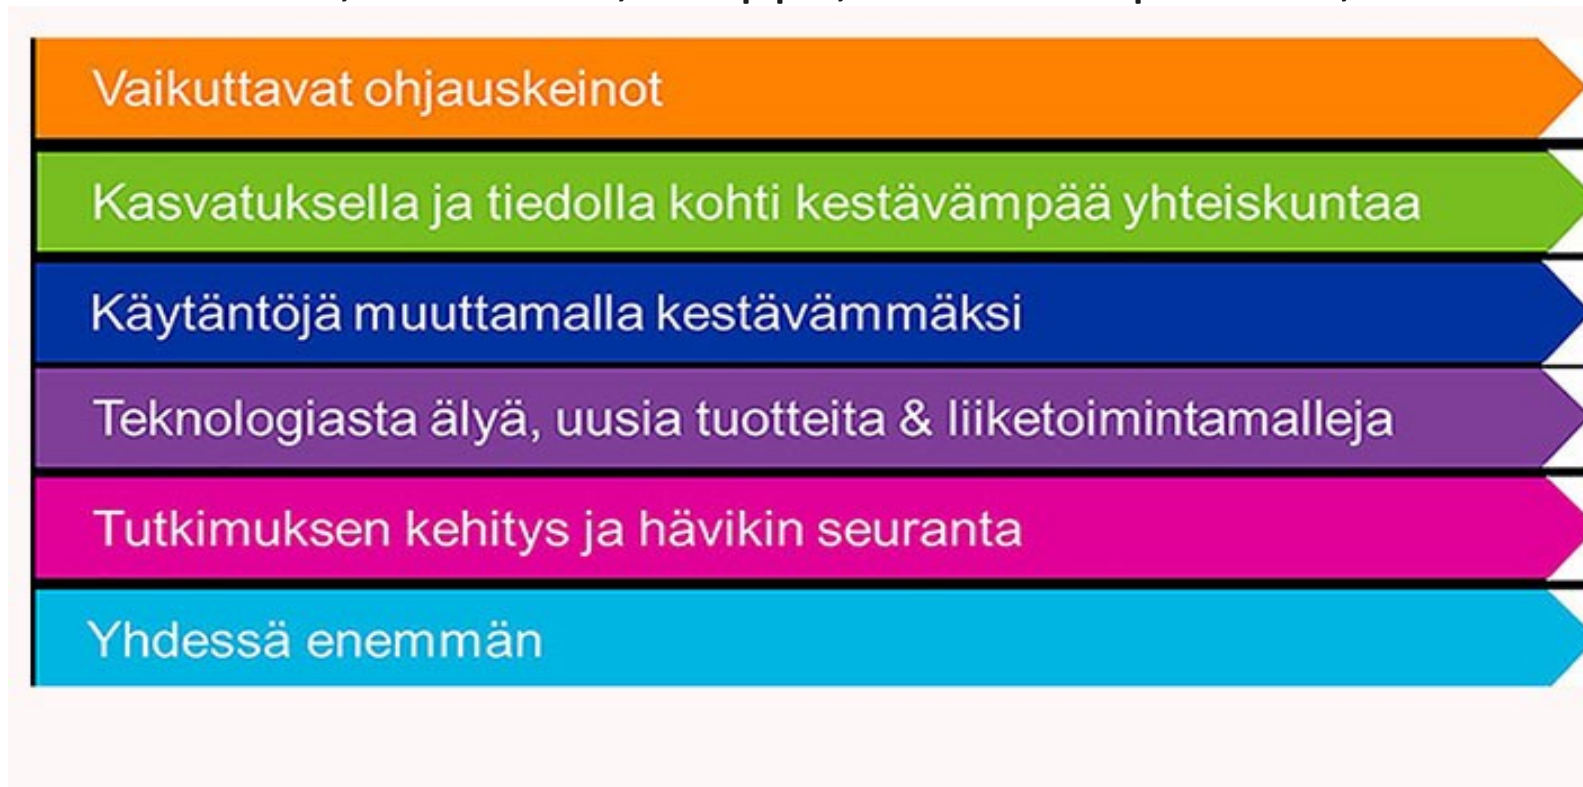 Vaikuttavat ohjauskeinot
Kasvatuksella ja tiedolla kohti kestävämpää yhteiskuntaa
Käytäntöjä muuttamalla kestävämmäksi
Teknologiasta älyä, uusia tuotteita & liiketoimintamalleja
Tutkimuksen kehitys ja hävikin seuranta
Yhdessä enemmän